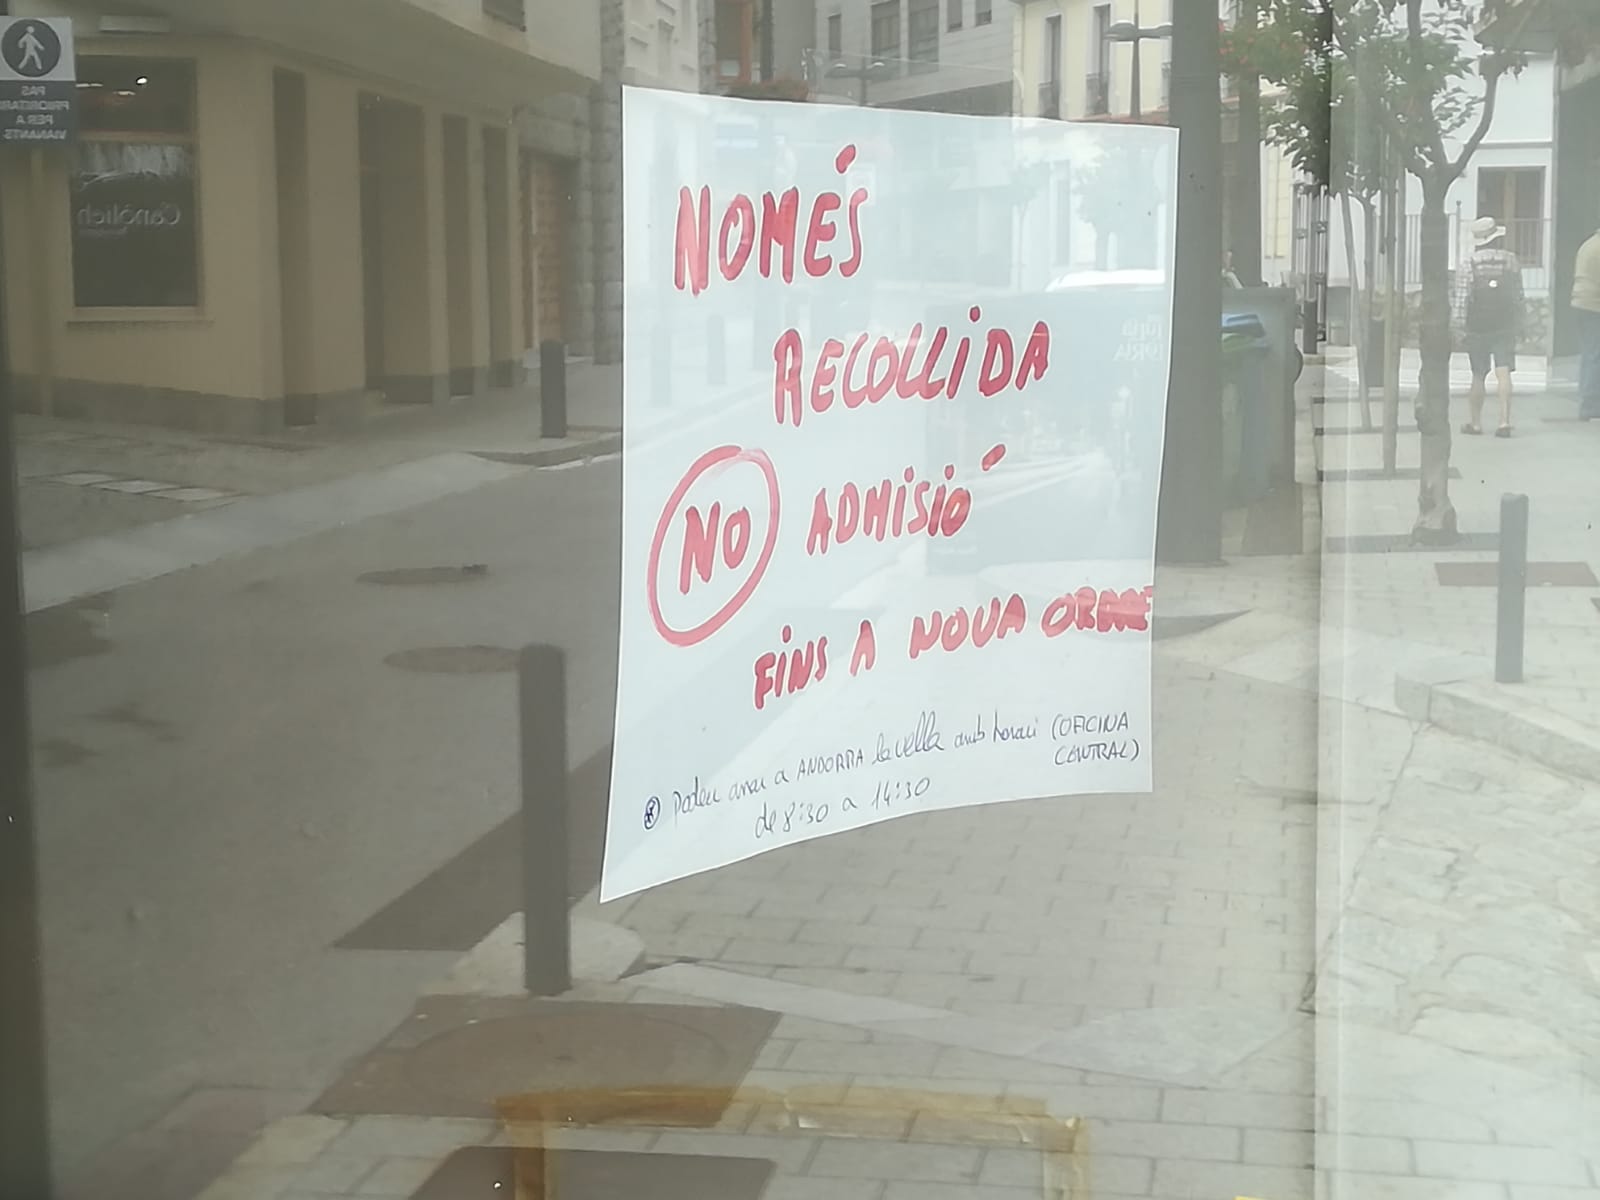 PAS
PRIORITARI
PER A
VIANANTS
Canòlich
NOMÉS
RECOLLIDA
NO ADMISIÓ
FINS A NOVA ORDRE
Podeu anar a ANDORRA la vella amb horari (OFICINA
CENTRAL)
de 8:30 a 14:30